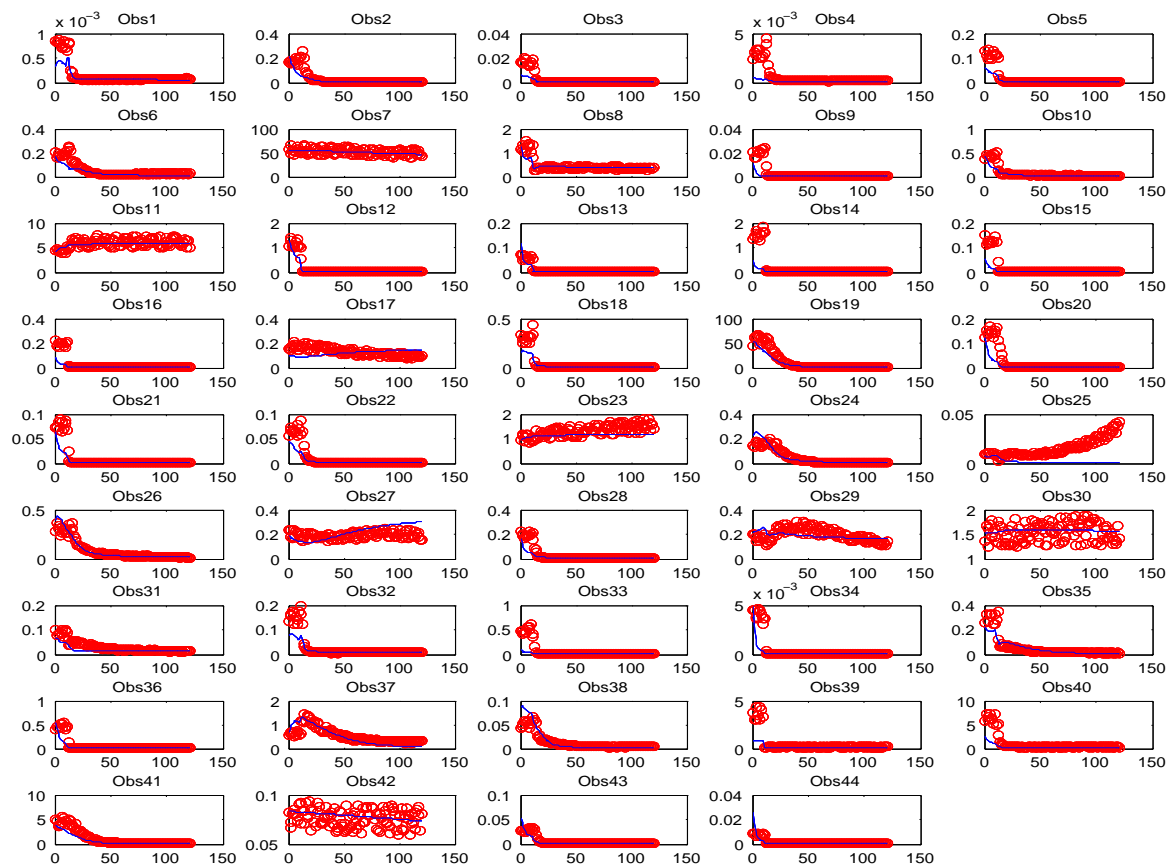 x 10^-3 Obs1
1
0.5
0
0 50 100 150
Obs2
0.4
0.2
0
0 50 100 150
Obs3
0.04
0.02
0
0 50 100 150
x 10^-3 Obs4
5
0
0 50 100 150
Obs5
0.2
0.1
0
0 50 100 150
Obs6
0.4
0.2
0
0 50 100 150
Obs7
100
50
0
0 50 100 150
Obs8
2
1
0
0 50 100 150
Obs9
0.04
0.02
0
0 50 100 150
Obs10
1
0.5
0
0 50 100 150
Obs11
10
5
0
0 50 100 150
Obs12
2
1
0
0 50 100 150
Obs13
0.2
0.1
0
0 50 100 150
Obs14
2
1
0
0 50 100 150
Obs15
0.2
0.1
0
0 50 100 150
Obs16
0.4
0.2
0
0 50 100 150
Obs17
0.4
0.2
0
0 50 100 150
Obs18
0.5
0
0 50 100 150
Obs19
100
50
0
0 50 100 150
Obs20
0.2
0.1
0
0 50 100 150
Obs21
0.1
0.05
0
0 50 100 150
Obs22
0.1
0.05
0
0 50 100 150
Obs23
2
1
0
0 50 100 150
Obs24
0.4
0.2
0
0 50 100 150
Obs25
0.05
0
0 50 100 150
Obs26
0.5
0
0 50 100 150
Obs27
0.4
0.2
0
0 50 100 150
Obs28
0.4
0.2
0
0 50 100 150
Obs29
0.4
0.2
0
0 50 100 150
Obs30
2
1.5
1
0 50 100 150
Obs31
0.2
0.1
0
0 50 100 150
Obs32
0.2
0.1
0
0 50 100 150
Obs33
1
0.5
0
0 50 100 150
x 10^-3 Obs34
5
0
0 50 100 150
Obs35
0.4
0.2
0
0 50 100 150
Obs36
1
0.5
0
0 50 100 150
Obs37
2
1
0
0 50 100 150
Obs38
0.1
0.05
0
0 50 100 150
Obs39
5
0
0 50 100 150
Obs40
10
5
0
0 50 100 150
Obs41
10
5
0
0 50 100 150
Obs42
0.1
0.05
0 50 100 150
Obs43
0.1
0.05
0
0 50 100 150
Obs44
0.04
0.02
0
0 50 100 150